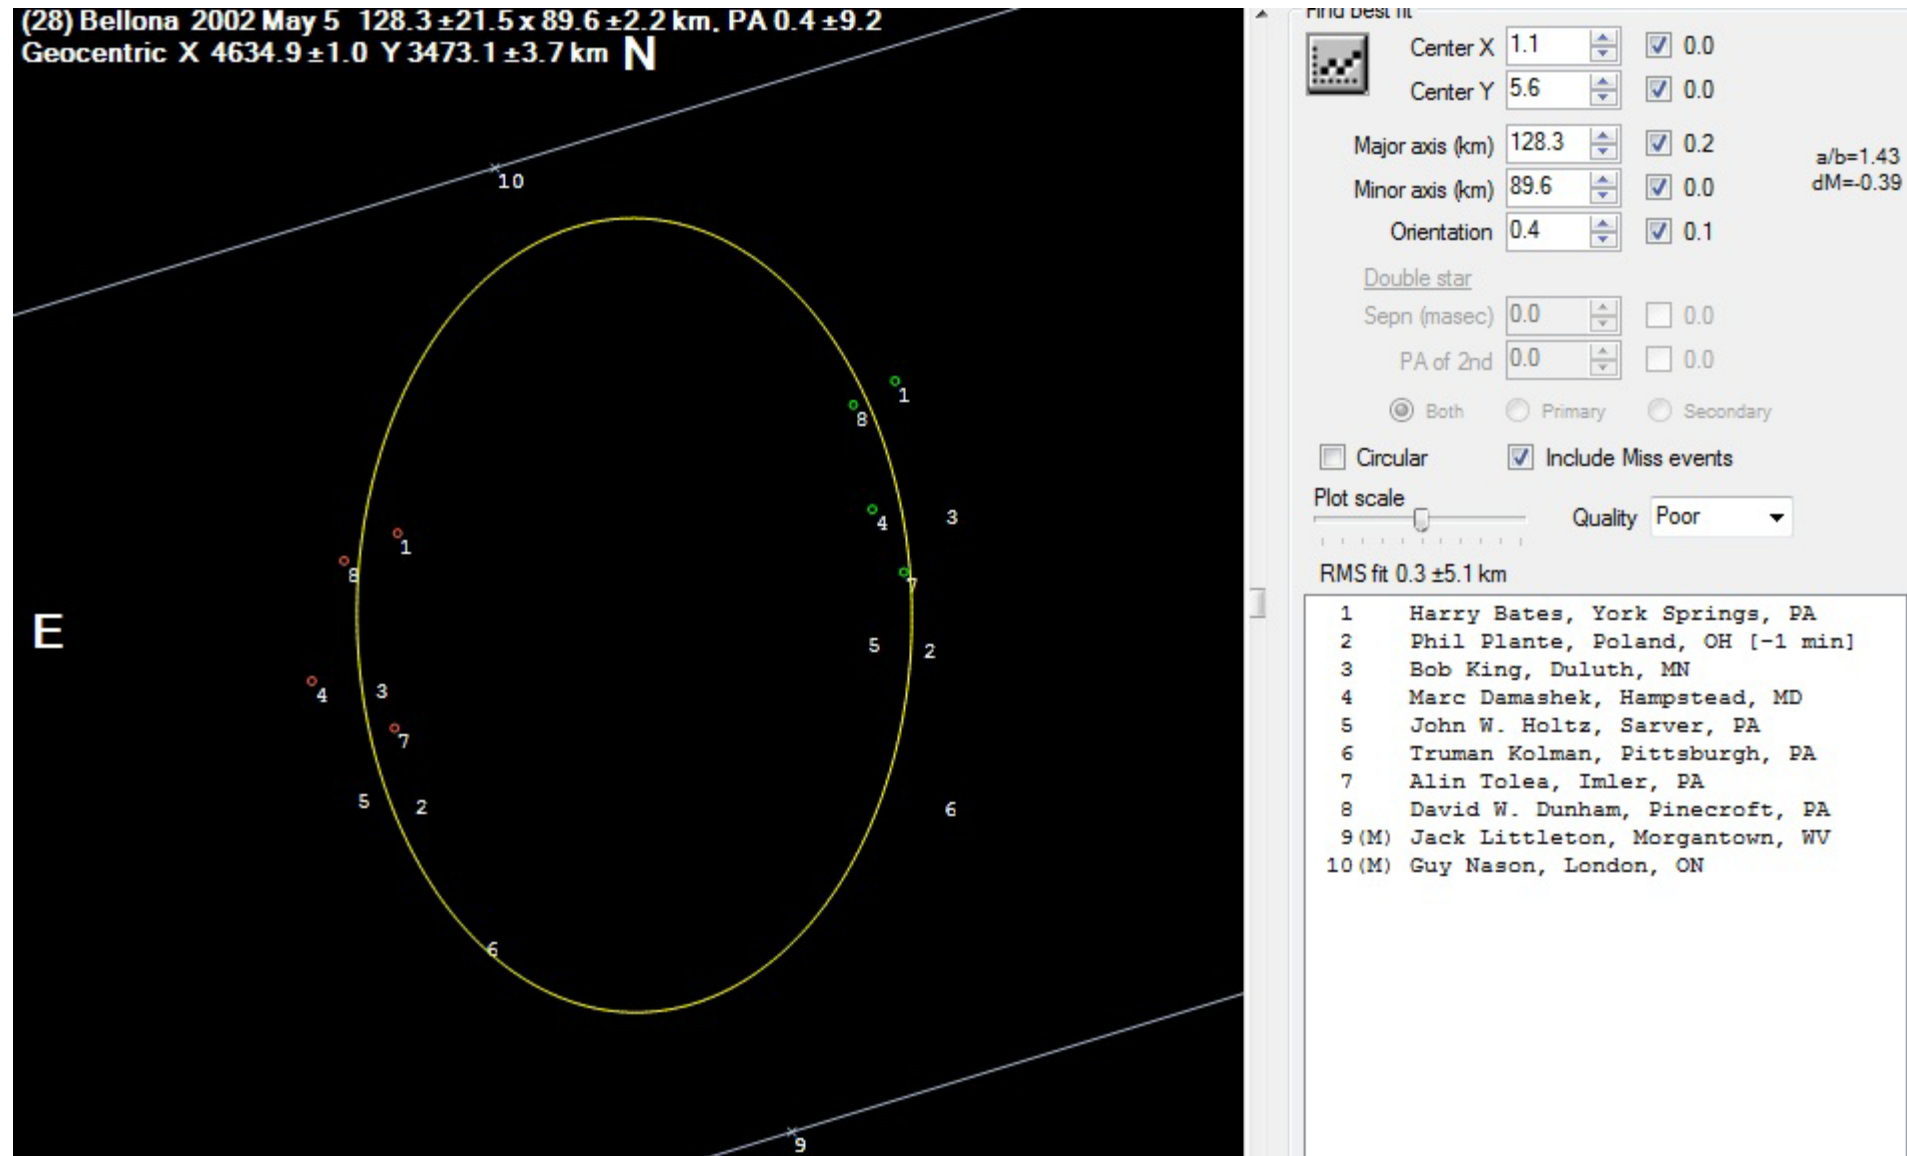 (28) Bellona 2002 May 5 128.3 ±21.5 x 89.6 ±2.2 km, PA 0.4 ±9.2
Geocentric X 4634.9 ±1.0 Y 3473.1 ±3.7 km N
10
1
8
4
3
1
8
7
E
5
2
4
3
7
5
2
6
6
9
Find best fit
Center X 1.1 0.0
Center Y 5.6 0.0
Major axis (km) 128.3 0.2
a/b=1.43
Minor axis (km) 89.6 0.0
dM=-0.39
Orientation 0.4 0.1
Double star
Sepn (masec) 0.0 0.0
PA of 2nd 0.0 0.0
Both Primary Secondary
Circular Include Miss events
Plot scale
Quality Poor
RMS fit 0.3 ±5.1 km
1 Harry Bates, York Springs, PA
2 Phil Plante, Poland, OH [-1 min]
3 Bob King, Duluth, MN
4 Marc Damashek, Hampstead, MD
5 John W. Holtz, Sarver, PA
6 Truman Kolman, Pittsburgh, PA
7 Alin Tolea, Imler, PA
8 David W. Dunham, Pinecroft, PA
9(M) Jack Littleton, Morgantown, WV
10(M) Guy Nason, London, ON